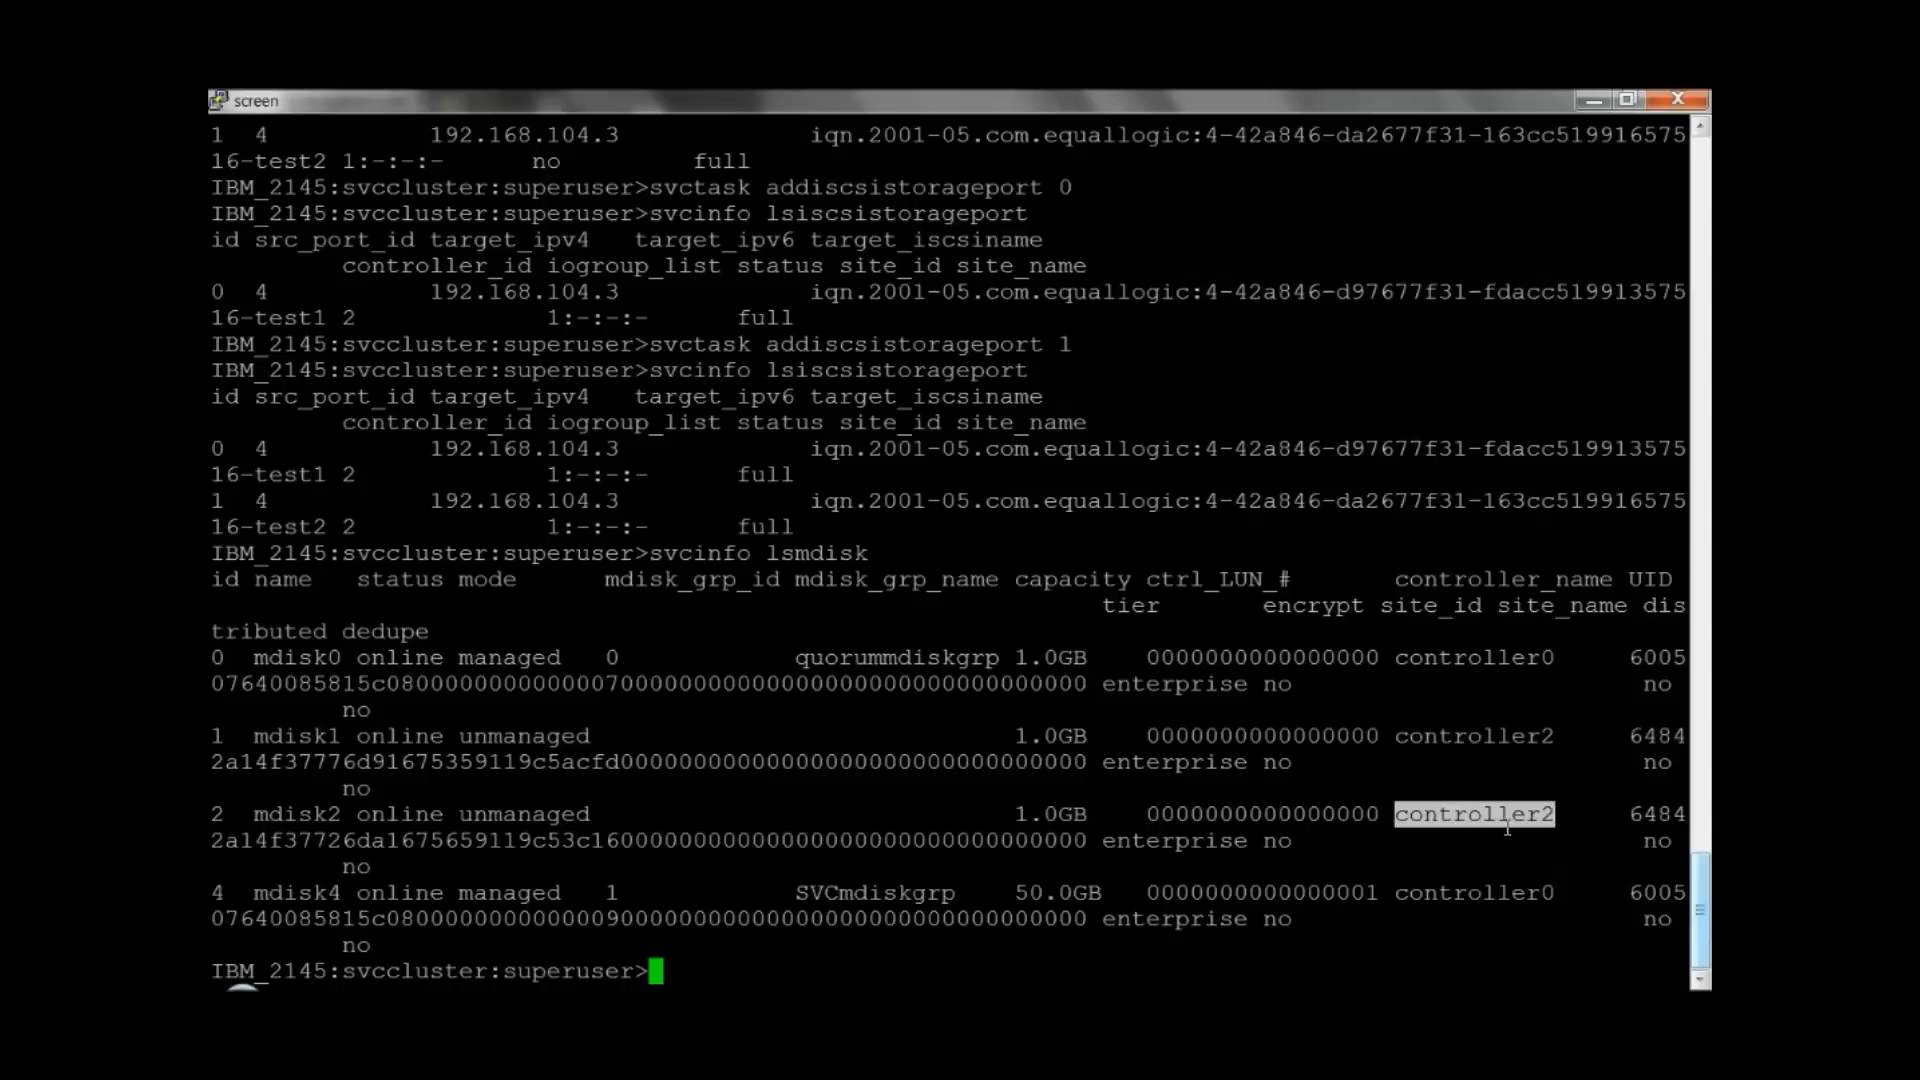 screen
1  4           192.168.104.3             iqn.2001-05.com.equallogic:4-42a846-da2677f31-163cc519916575
16-test2 1:-:-:-      no         full
IBM_2145:svccluster:superuser>svctask addiscsistorageport 0
IBM_2145:svccluster:superuser>svcinfo lsiscsistorageport
id src_port_id target_ipv4   target_ipv6 target_iscsiname
         controller_id iogroup_list status site_id site_name
0  4           192.168.104.3             iqn.2001-05.com.equallogic:4-42a846-d97677f31-fdacc519913575
16-test1 2             1:-:-:-      full
IBM_2145:svccluster:superuser>svctask addiscsistorageport 1
IBM_2145:svccluster:superuser>svcinfo lsiscsistorageport
id src_port_id target_ipv4   target_ipv6 target_iscsiname
         controller_id iogroup_list status site_id site_name
0  4           192.168.104.3             iqn.2001-05.com.equallogic:4-42a846-d97677f31-fdacc519913575
16-test1 2             1:-:-:-      full
1  4           192.168.104.3             iqn.2001-05.com.equallogic:4-42a846-da2677f31-163cc519916575
16-test2 2             1:-:-:-      full
IBM_2145:svccluster:superuser>svcinfo lsmdisk
id name   status mode      mdisk_grp_id mdisk_grp_name capacity ctrl_LUN_#       controller_name UID
                                                             tier       encrypt site_id site_name dis
tributed dedupe
0  mdisk0 online managed   0            quorummdiskgrp 1.0GB    0000000000000000 controller0     6005
07640085815c080000000000000700000000000000000000000000000000 enterprise no                        no
         no
1  mdisk1 online unmanaged                             1.0GB    0000000000000000 controller2     6484
2a14f37776d91675359119c5acfd00000000000000000000000000000000 enterprise no                        no
         no
2  mdisk2 online unmanaged                             1.0GB    0000000000000000 controller2     6484
2a14f37726da1675659119c53c1600000000000000000000000000000000 enterprise no                        no
         no
4  mdisk4 online managed   1            SVCmdiskgrp    50.0GB   0000000000000001 controller0     6005
07640085815c080000000000000900000000000000000000000000000000 enterprise no                        no
         no
IBM_2145:svccluster:superuser>